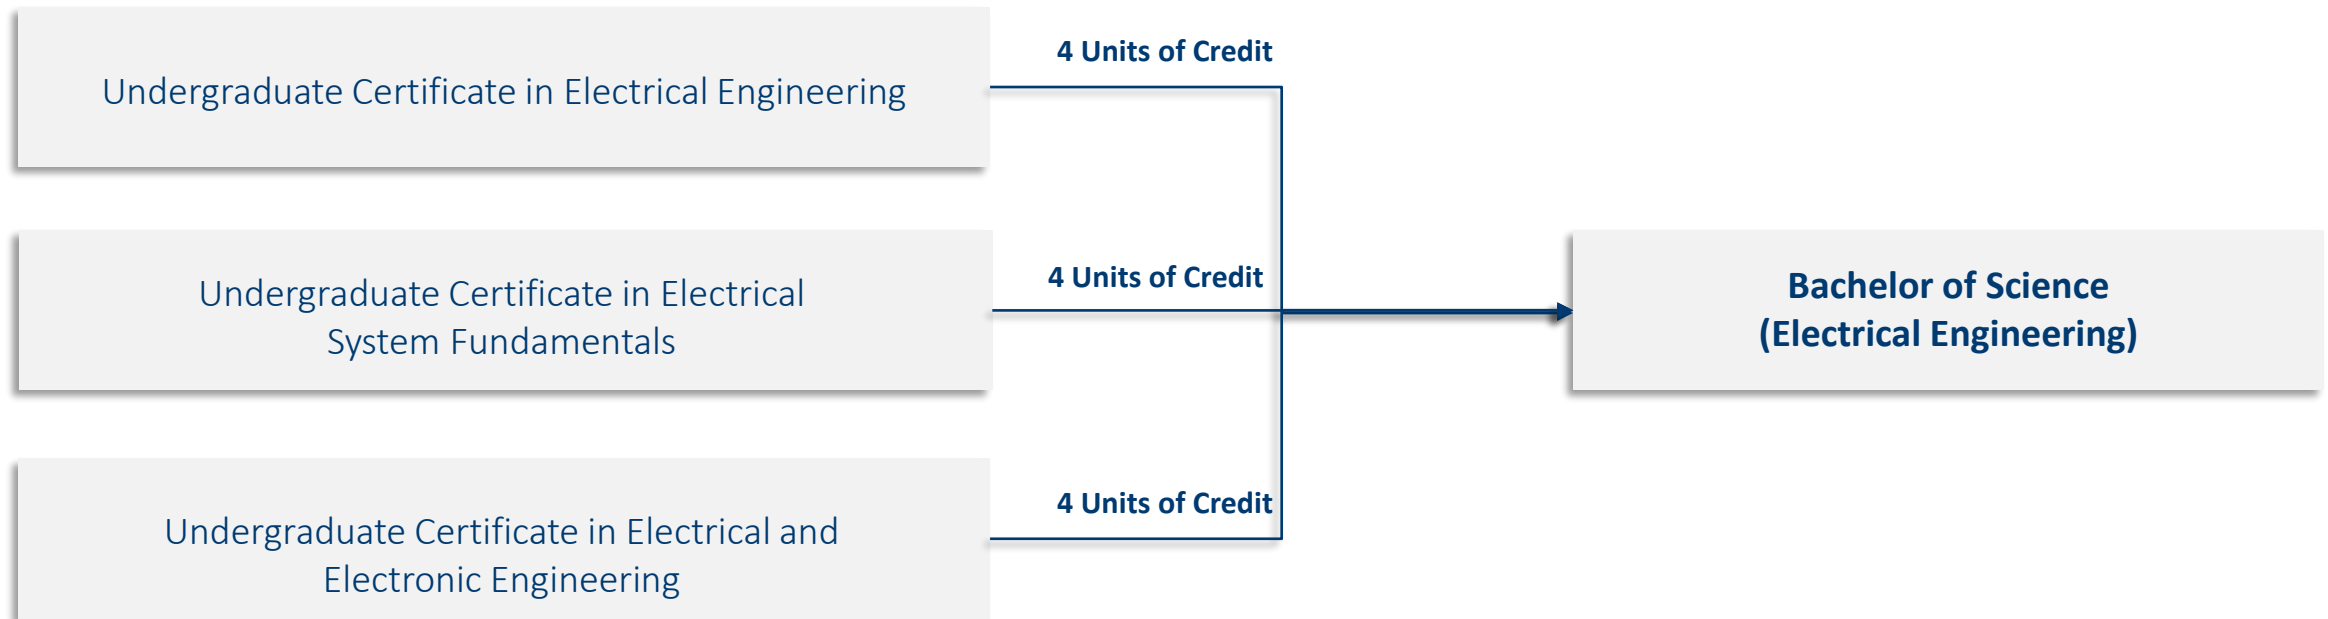 4 Units of Credit
Undergraduate Certificate in Electrical Engineering
4 Units of Credit
Undergraduate Certificate in Electrical
System Fundamentals
Bachelor of Science
(Electrical Engineering)
4 Units of Credit
Undergraduate Certificate in Electrical and
Electronic Engineering